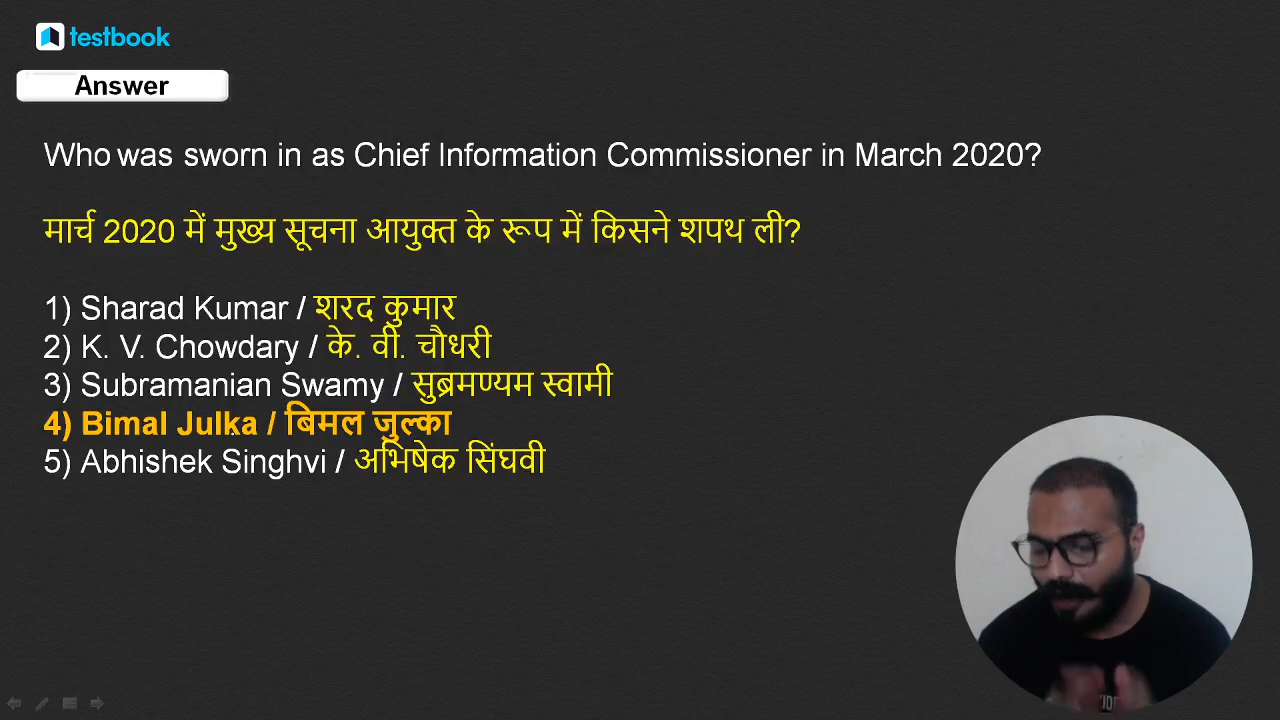 testbook
Answer
Who was sworn in as Chief Information Commissioner in March 2020?
मार्च 2020 में मुख्य सूचना आयुक्त के रूप में किसने शपथ ली?
1) Sharad Kumar / शरद कुमार
2) K. V. Chowdary / के. वी. चौधरी
3) Subramanian Swamy / सुब्रमण्यम स्वामी
4) Bimal Julka / बिमल जुल्का
5) Abhishek Singhvi / अभिषेक सिंघवी